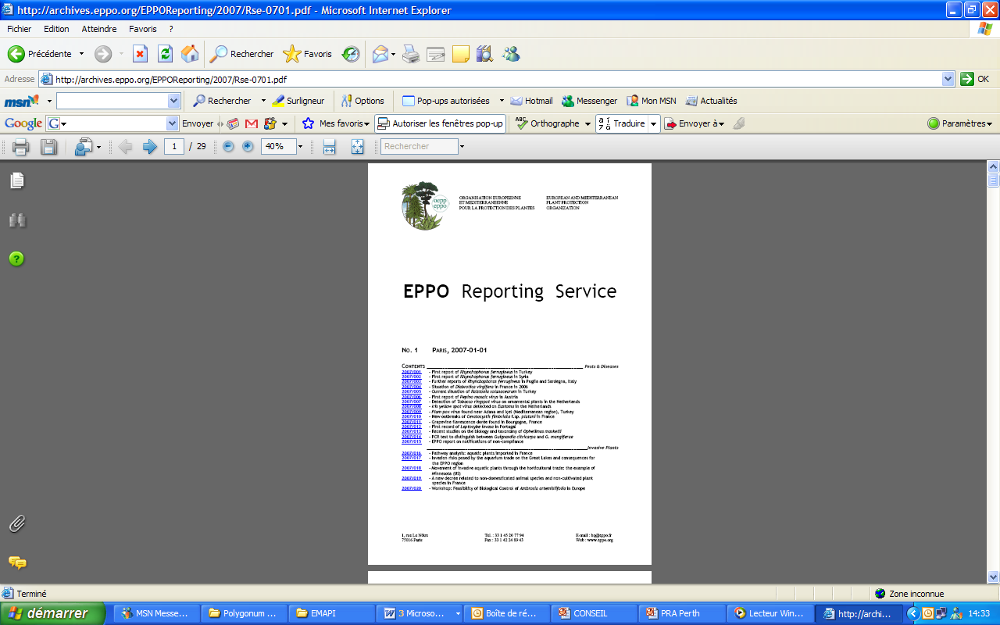 http://archives.eppo.org/EPPOReporting/2007/Rse-0701.pdf - Microsoft Internet Explorer
Fichier Edition Atteindre Favoris ?
Précédente Rechercher Favoris
Adresse http://archives.eppo.org/EPPOReporting/2007/Rse-0701.pdf OK
msn Rechercher Surligneur Options Pop-ups autorisées Hotmail Messenger Mon MSN Actualités
Google G Envoyer Mes favoris Autoriser les fenêtres pop-up ABC Orthographe Traduire Envoyer à Paramètres
1 / 29 40% Rechercher
oepp
eppo
ORGANISATION EUROPEENNE
ET MEDITERRANEENNE
POUR LA PROTECTION DES PLANTES
EUROPEAN AND MEDITERRANEAN
PLANT PROTECTION
ORGANIZATION
EPPO Reporting Service
NO. 1 PARIS, 2007-01-01
CONTENTS Pests & Diseases
2007/001 - First report of Rhynchophorus ferrugineus in Turkey
2007/002 - First report of Rhynchophorus ferrugineus in Syria
2007/003 - Further reports of Rhynchophorus ferrugineus in Puglia and Sardegna, Italy
2007/004 - Situation of Diabrotica virgifera in France in 2006
2007/005 - Current situation of Ralstonia solanacearum in Turkey
2007/006 - First report of Pepino mosaic virus in Austria
2007/007 - Detection of Tobacco ringspot virus on ornamental plants in the Netherlands
2007/008 - Iris yellow spot virus detected on Eustoma in the Netherlands
2007/009 - Plum pox virus found near Adana and Içel (Mediterranean region), Turkey
2007/010 - New outbreaks of Ceratocystis fimbriata f.sp. platani in France
2007/011 - Grapevine flavescence dorée found in Bourgogne, France
2007/012 - First record of Leptocybe invasa in Portugal
2007/013 - Recent studies on the biology and taxonomy of Ophelimus maskelli
2007/014 - PCR test to distinguish between Guignardia citricarpa and G. mangiferae
2007/015 - EPPO report on notifications of non-compliance
Invasive Plants
2007/016 - Pathway analysis: aquatic plants imported in France
2007/017 - Invasion risks posed by the aquarium trade on the Great Lakes and consequences for
the EPPO region
2007/018 - Movement of invasive aquatic plants through the horticultural trade: the example of
Minnesota (US)
2007/019 - A new decree related to non-domesticated animal species and non-cultivated plant
species in France
2007/020 - Workshop: Feasibility of Biological Control of Ambrosia artemisiifolia in Europe
1, rue Le Nôtre
75016 Paris
Tel. : 33 1 45 20 77 94
Fax : 33 1 42 24 89 43
E-mail : hq@eppo.fr
Web : www.eppo.org
Terminé Zone inconnue
démarrer MSN Messe... Polygonum ... EMAPI 3 Microso... Boîte de ré... CONSEIL PRA Perth Lecteur Win... http://archi... 14:33